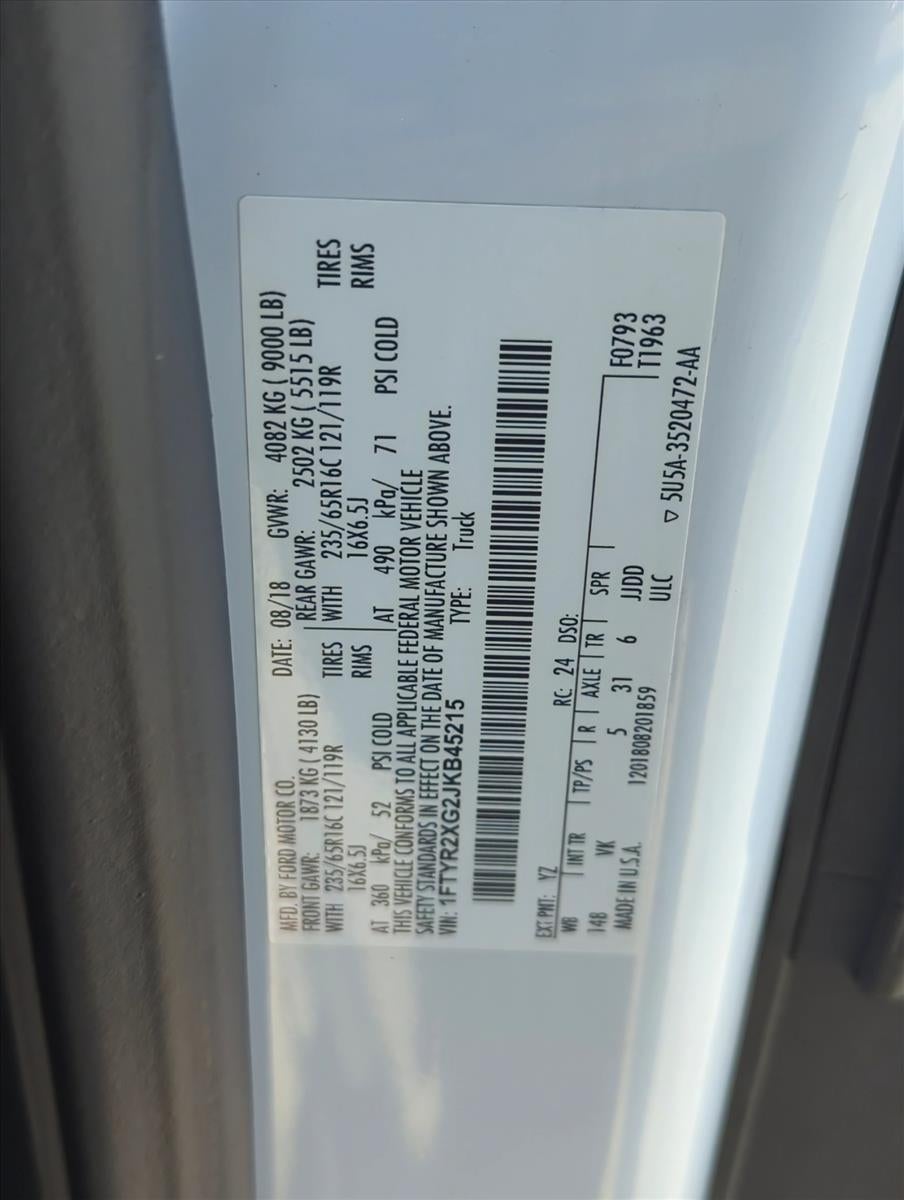 MFD. BY FORD MOTOR CO. DATE: 08/18 GVWR: 4082 KG ( 9000 LB)
FRONT GAWR: 1873 KG ( 4130 LB) REAR GAWR: 2502 KG ( 5515 LB)
WITH 235/65R16C 121/119R TIRES WITH 235/65R16C 121/119R TIRES
16X6.5J RIMS 16X6.5J RIMS
AT 360 kPa/ 52 PSI COLD AT 490 kPa/ 71 PSI COLD
THIS VEHICLE CONFORMS TO ALL APPLICABLE FEDERAL MOTOR VEHICLE
SAFETY STANDARDS IN EFFECT ON THE DATE OF MANUFACTURE SHOWN ABOVE.
VIN: 1FTYR2XG2JKB45215 TYPE: Truck
EXT PNT: YZ RC: 24 DSO:
WB INT TR TP/PS R AXLE TR SPR F0793
148 VK 5 31 6 JJDD T1963
MADE IN U.S.A. 1201808201859 ULC ▽ 5U5A-3520472-AA